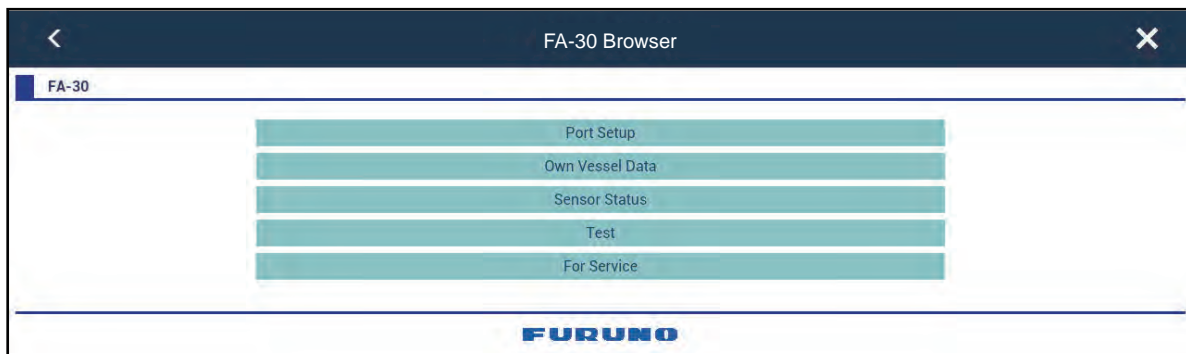 FA-30 Browser
FA-30
Port Setup
Own Vessel Data
Sensor Status
Test
For Service
FURUNO